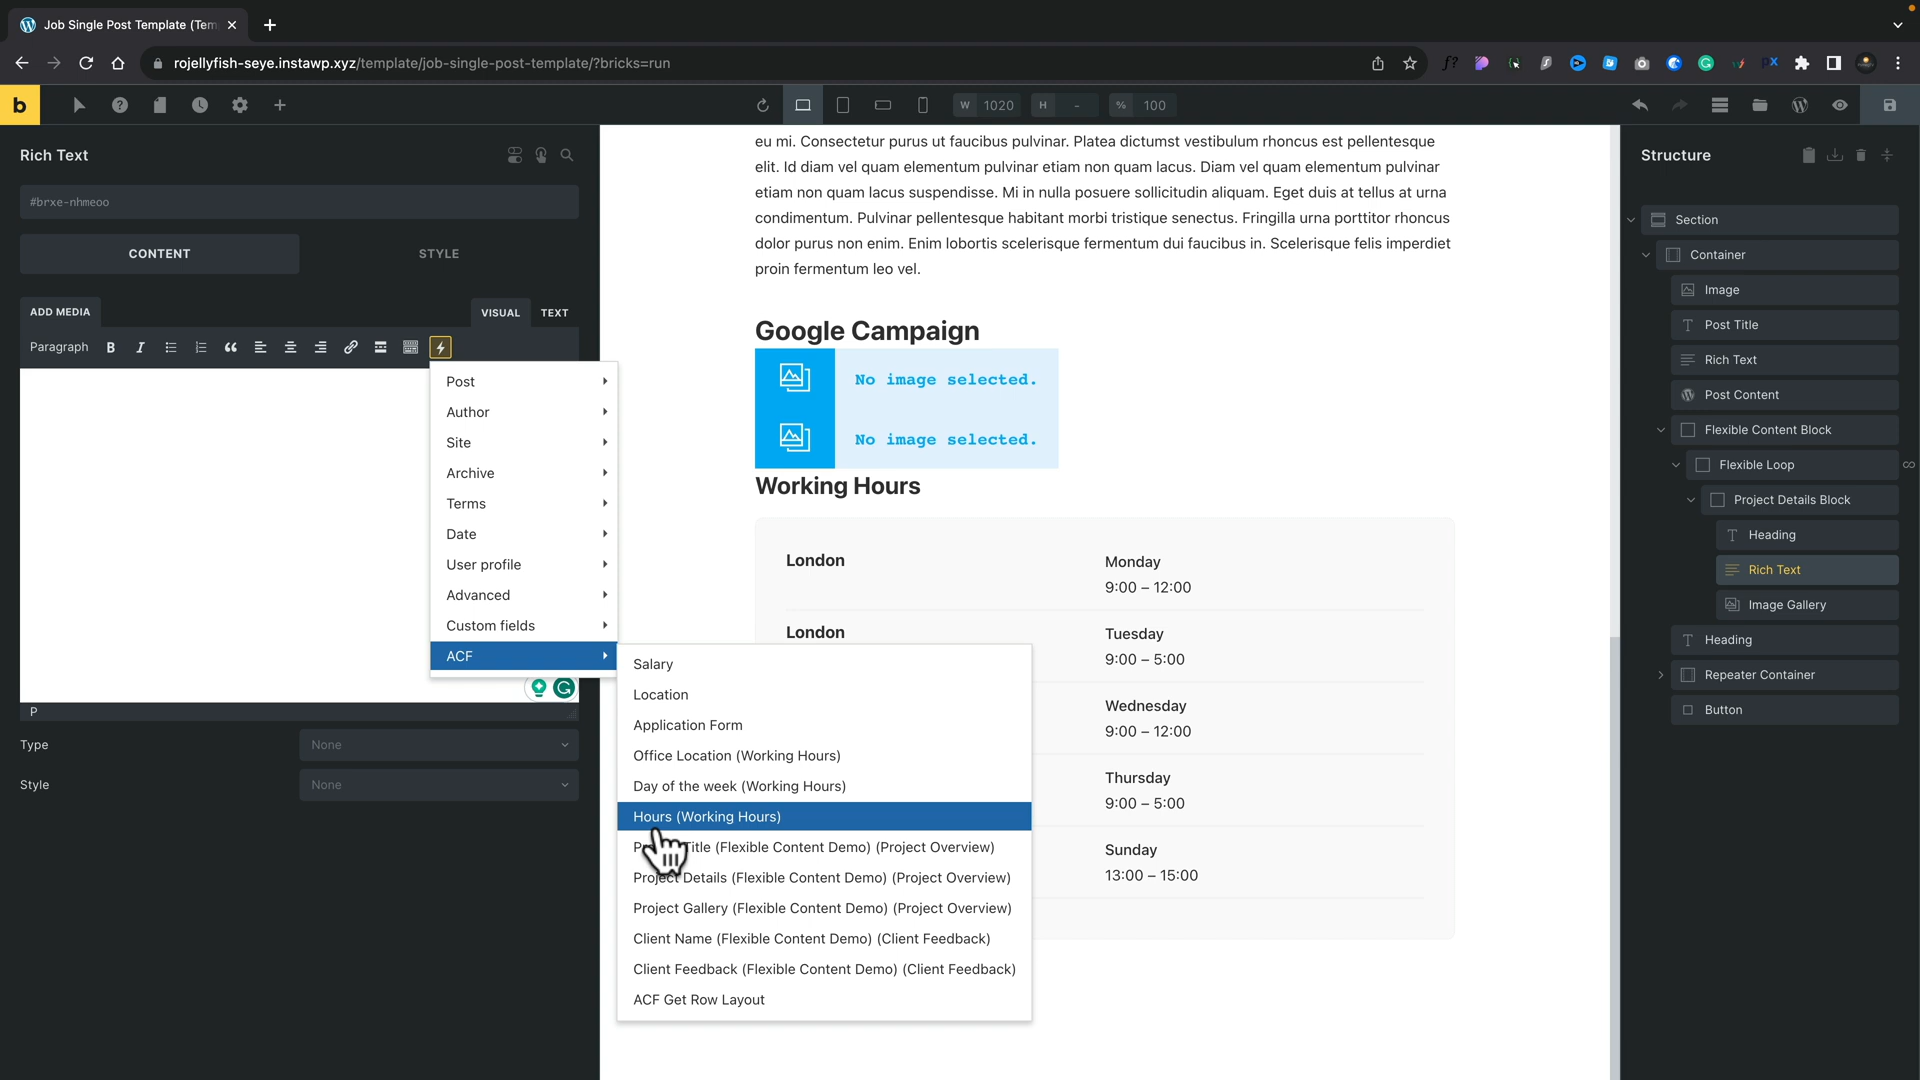 Job Single Post Template (Tem
rojellyfish-seye.instawp.xyz/template/job-single-post-template/?bricks=run
b
W 1020 H - % 100
Rich Text
#brxe-nhmeoo
CONTENT
STYLE
ADD MEDIA
VISUAL
TEXT
Paragraph
P
Type
None
Style
None
Post
Author
Site
Archive
Terms
Date
User profile
Advanced
Custom fields
ACF
Salary
Location
Application Form
Office Location (Working Hours)
Day of the week (Working Hours)
Hours (Working Hours)
Title (Flexible Content Demo) (Project Overview)
Project Details (Flexible Content Demo) (Project Overview)
Project Gallery (Flexible Content Demo) (Project Overview)
Client Name (Flexible Content Demo) (Client Feedback)
Client Feedback (Flexible Content Demo) (Client Feedback)
ACF Get Row Layout
eu mi. Consectetur purus ut faucibus pulvinar. Platea dictumst vestibulum rhoncus est pellentesque
elit. Id diam vel quam elementum pulvinar etiam non quam lacus. Diam vel quam elementum pulvinar
etiam non quam lacus suspendisse. Mi in nulla posuere sollicitudin aliquam. Eget duis at tellus at urna
condimentum. Pulvinar pellentesque habitant morbi tristique senectus. Fringilla urna porttitor rhoncus
dolor purus non enim. Enim lobortis scelerisque fermentum dui faucibus in. Scelerisque felis imperdiet
proin fermentum leo vel.
Google Campaign
No image selected.
No image selected.
Working Hours
London
Monday
9:00 – 12:00
London
Tuesday
9:00 – 5:00
Wednesday
9:00 – 12:00
Thursday
9:00 – 5:00
Sunday
13:00 – 15:00
Structure
Section
Container
Image
Post Title
Rich Text
Post Content
Flexible Content Block
Flexible Loop
Project Details Block
Heading
Rich Text
Image Gallery
Heading
Repeater Container
Button